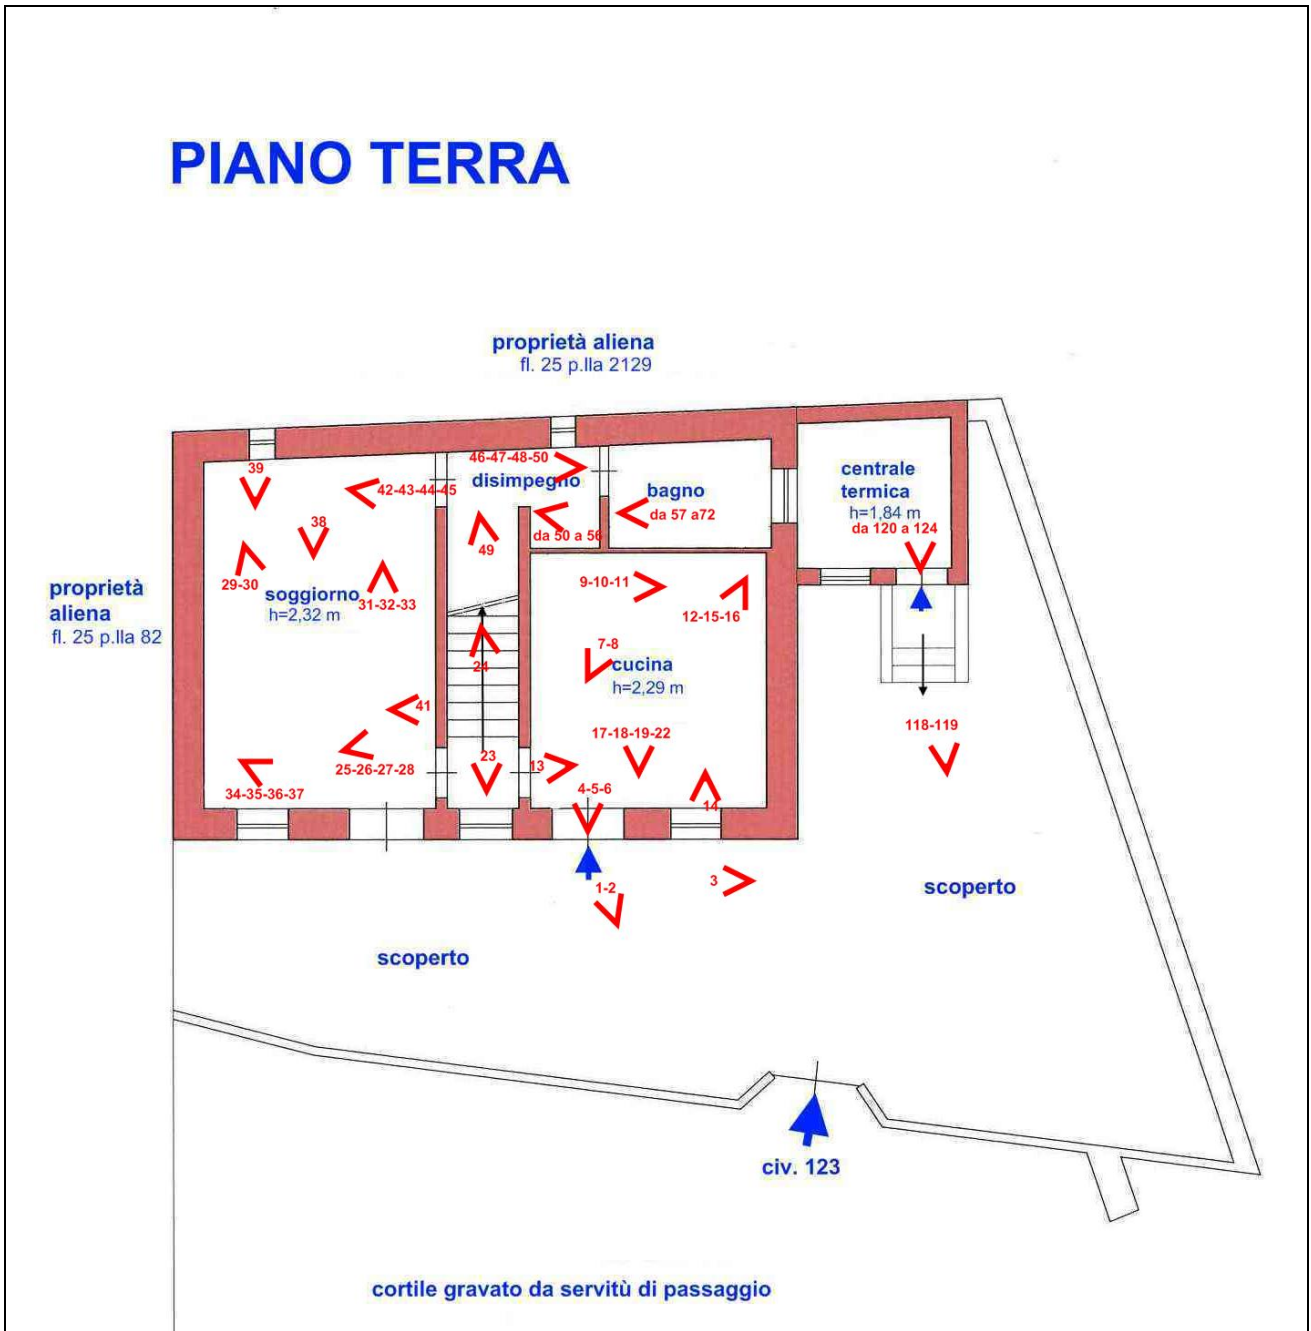 PIANO TERRA
proprietà aliena
fl. 25 p.lla 2129
46-47-48-50
disimpegno
39
42-43-44-45
bagno
da 57 a72
centrale
termica
h=1,84 m
da 120 a 124
38
49
da 50 a 56
29-30
soggiorno
h=2,32 m
31-32-33
9-10-11
12-15-16
proprietà
aliena
fl. 25 p.lla 82
24
7-8
cucina
h=2,29 m
41
17-18-19-22
118-119
25-26-27-28
23
13
34-35-36-37
4-5-6
14
1-2
3
scoperto
scoperto
civ. 123
cortile gravato da servitù di passaggio